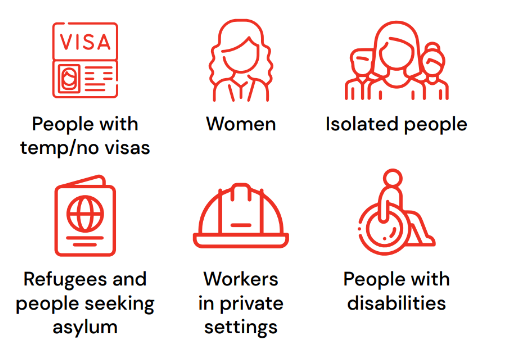 VISA
People with
temp/no visas
Women
Isolated people
Refugees and
people seeking
asylum
Workers
in private
settings
People with
disabilities